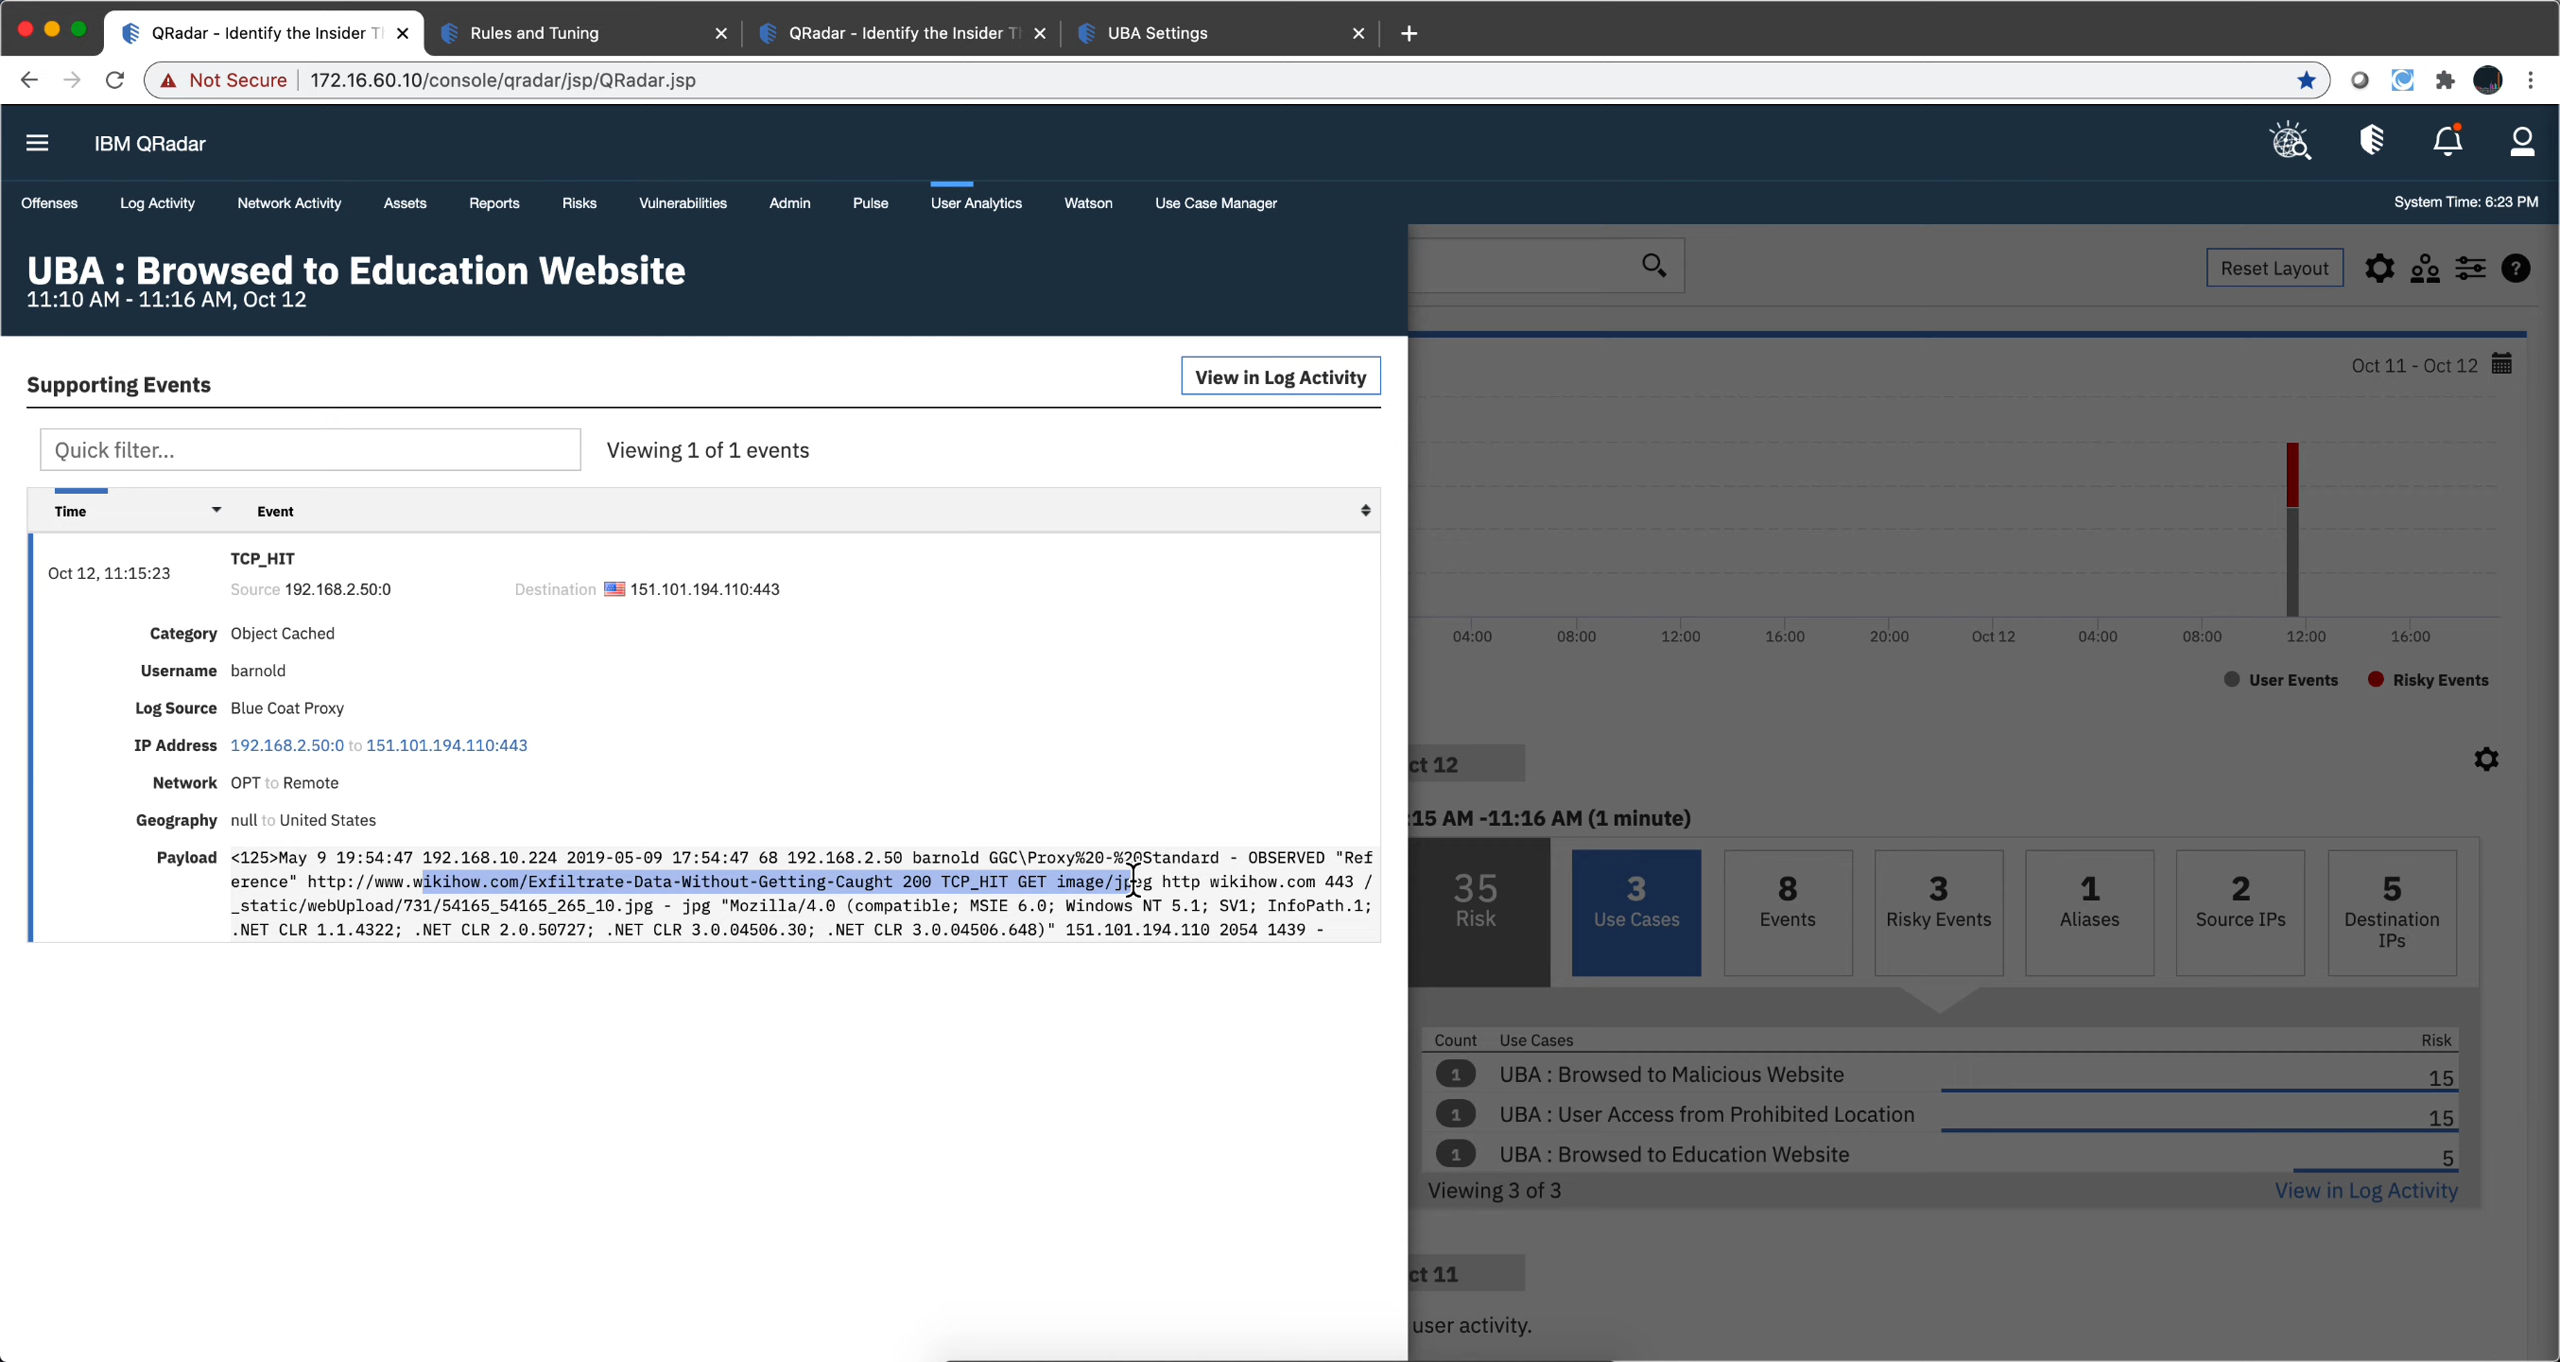 QRadar - Identify the Insider Th
Rules and Tuning
QRadar - Identify the Insider Th
UBA Settings
Not Secure
172.16.60.10/console/qradar/jsp/QRadar.jsp
IBM QRadar
Offenses
Log Activity
Network Activity
Assets
Reports
Risks
Vulnerabilities
Admin
Pulse
User Analytics
Watson
Use Case Manager
System Time: 6:23 PM
UBA : Browsed to Education Website
11:10 AM - 11:16 AM, Oct 12
Reset Layout
?
Supporting Events
View in Log Activity
Quick filter...
Viewing 1 of 1 events
Time
Event
Oct 12, 11:15:23
TCP_HIT
Source 192.168.2.50:0
Destination 151.101.194.110:443
Category Object Cached
Username barnold
Log Source Blue Coat Proxy
IP Address 192.168.2.50:0 to 151.101.194.110:443
Network OPT to Remote
Geography null to United States
Payload <125>May 9 19:54:47 192.168.10.224 2019-05-09 17:54:47 68 192.168.2.50 barnold GGC\Proxy%20-%20Standard - OBSERVED "Ref
erence" http://www.wikihow.com/Exfiltrate-Data-Without-Getting-Caught 200 TCP_HIT GET image/jpeg http wikihow.com 443 /
_static/webUpload/731/54165_54165_265_10.jpg - jpg "Mozilla/4.0 (compatible; MSIE 6.0; Windows NT 5.1; SV1; InfoPath.1;
.NET CLR 1.1.4322; .NET CLR 2.0.50727; .NET CLR 3.0.04506.30; .NET CLR 3.0.04506.648)" 151.101.194.110 2054 1439 -
Oct 11 - Oct 12
04:00
08:00
12:00
16:00
20:00
Oct 12
04:00
08:00
12:00
16:00
User Events
Risky Events
ct 12
:15 AM -11:16 AM (1 minute)
35
Risk
3
Use Cases
8
Events
3
Risky Events
1
Aliases
2
Source IPs
5
Destination
IPs
Count
Use Cases
Risk
1 UBA : Browsed to Malicious Website 15
1 UBA : User Access from Prohibited Location 15
1 UBA : Browsed to Education Website 5
Viewing 3 of 3
View in Log Activity
ct 11
user activity.